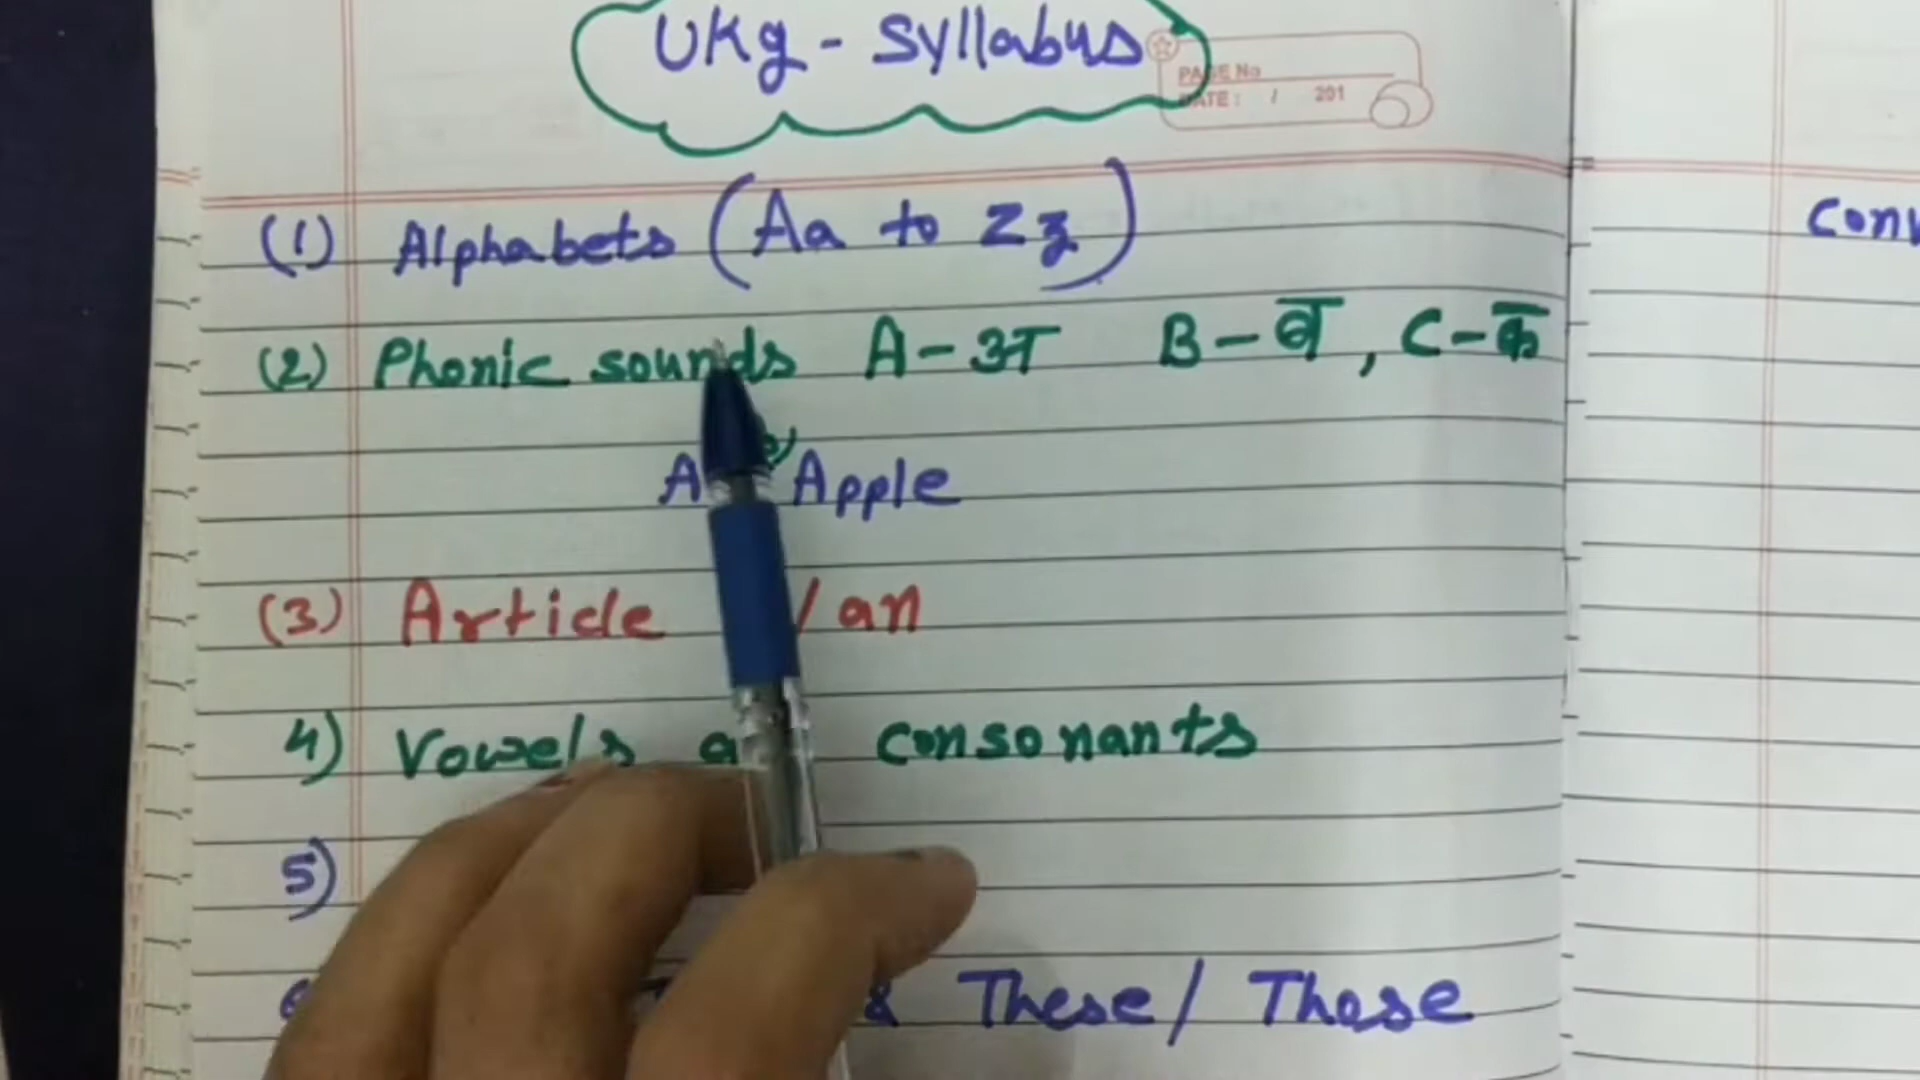 UKg - Syllabus
PAGE No
DATE: / 201
(1) Alphabets (Aa to Zz)
(2) Phonic sounds A-अ B-ब, C-क
A Apple
(3) Article / an
4) Vowels consonants
5)
& These/ Those